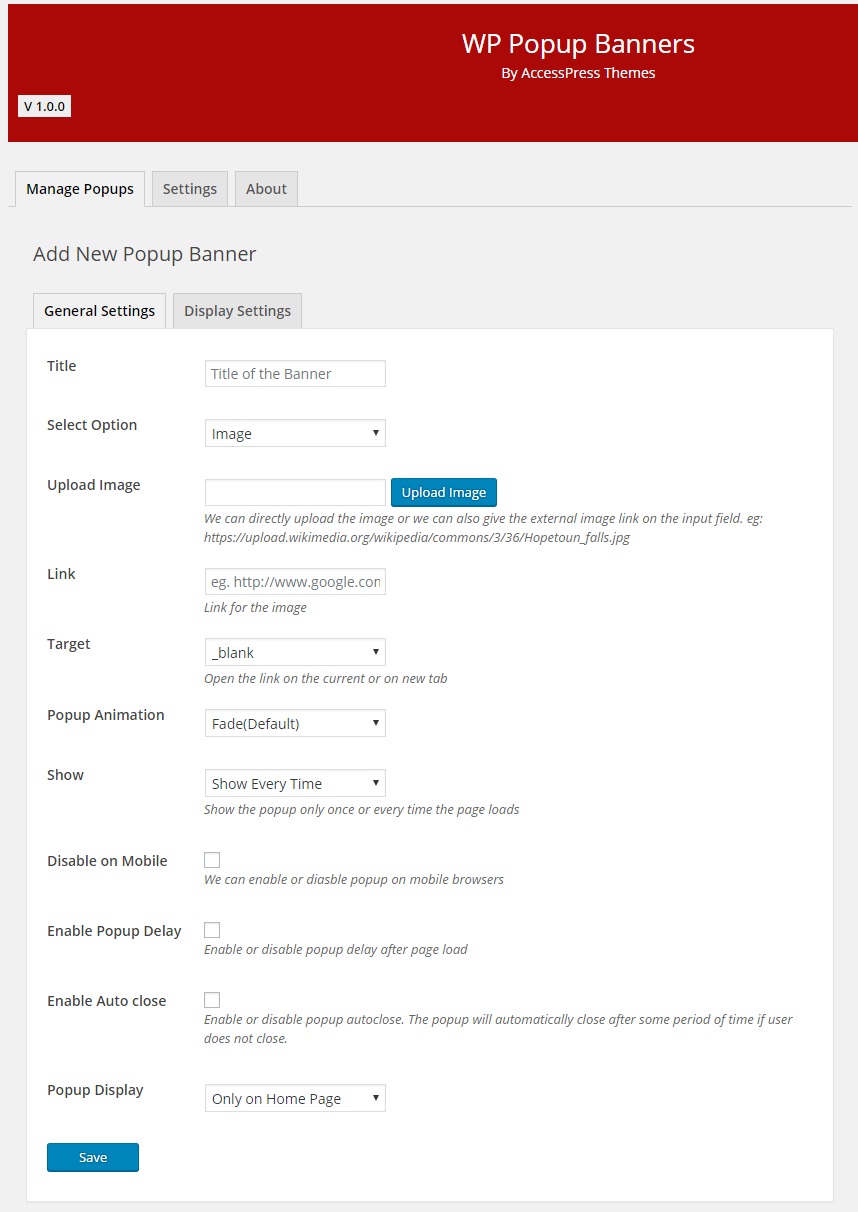 WP Popup Banners
By AccessPress Themes
V 1.0.0
Manage Popups
Settings
About
Add New Popup Banner
General Settings
Display Settings
Title
Title of the Banner
Select Option
Image
Upload Image
Upload Image
We can directly upload the image or we can also give the external image link on the input field. eg:
https://upload.wikimedia.org/wikipedia/commons/3/36/Hopetoun_falls.jpg
Link
eg. http://www.google.con
Link for the image
Target
_blank
Open the link on the current or on new tab
Popup Animation
Fade(Default)
Show
Show Every Time
Show the popup only once or every time the page loads
Disable on Mobile
We can enable or diasble popup on mobile browsers
Enable Popup Delay
Enable or disable popup delay after page load
Enable Auto close
Enable or disable popup autoclose. The popup will automatically close after some period of time if user
does not close.
Popup Display
Only on Home Page
Save